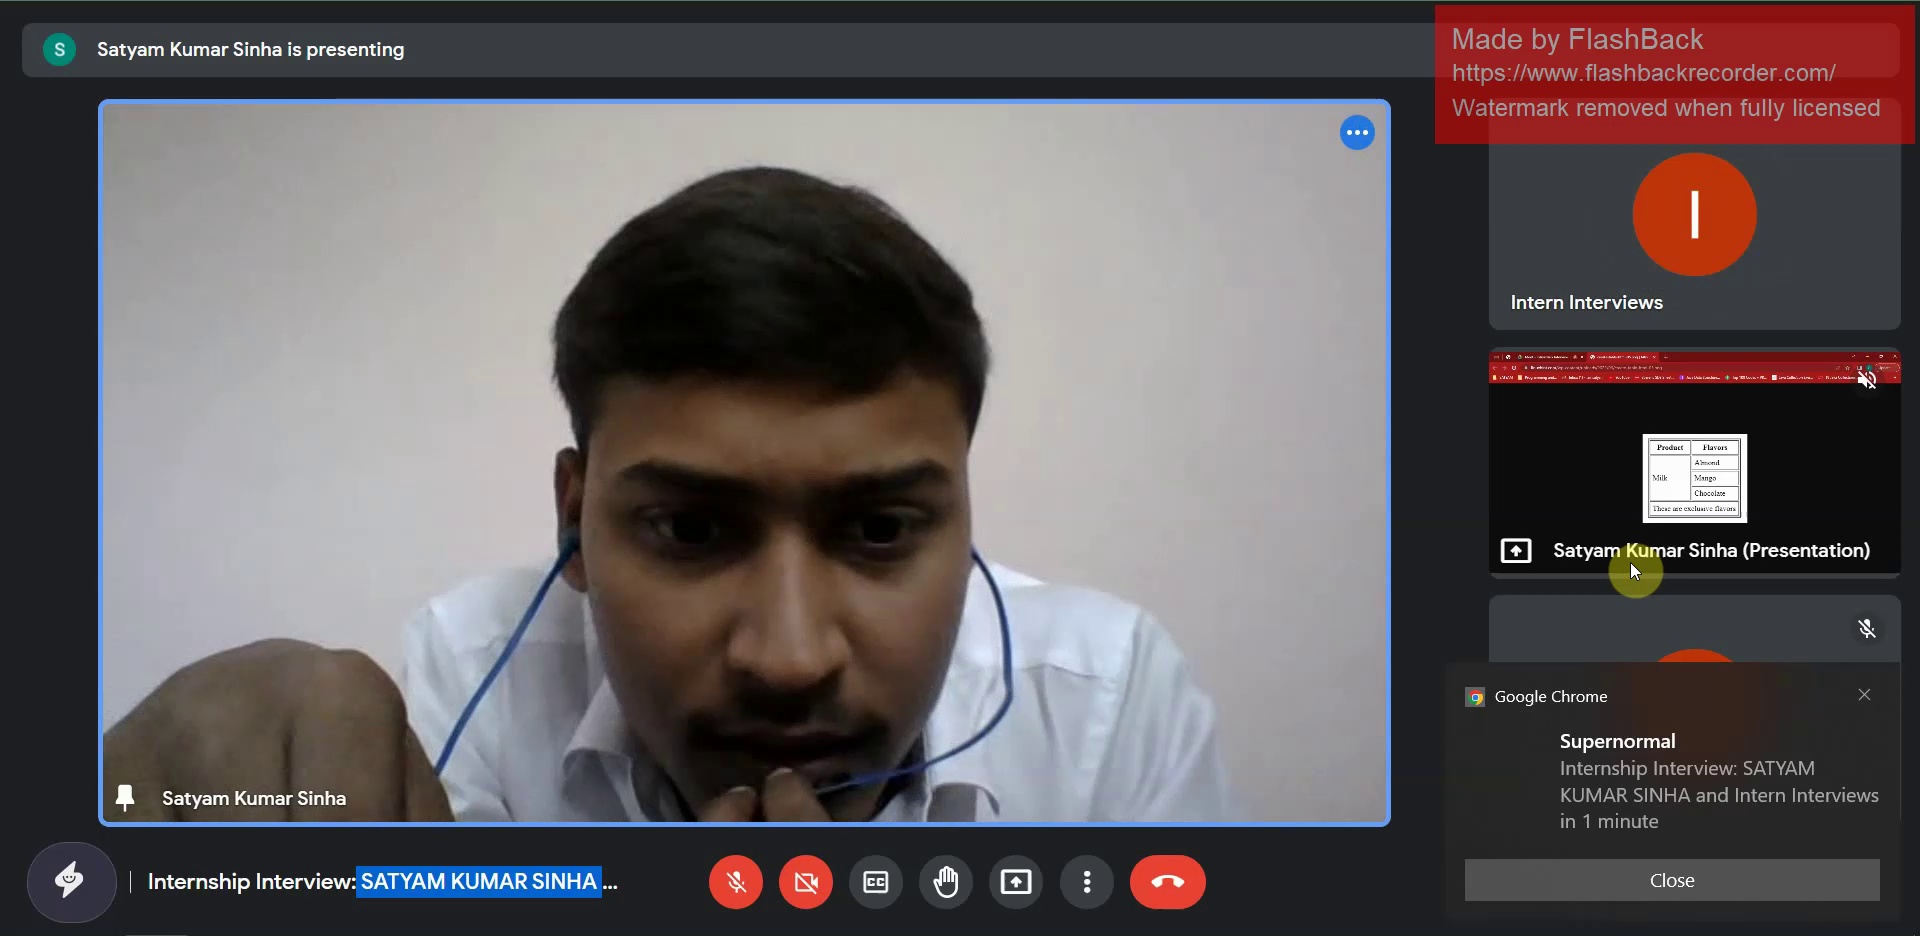 S
Satyam Kumar Sinha is presenting
Made by FlashBack
https://www.flashbackrecorder.com/
Watermark removed when fully licensed
I
Intern Interviews
Product Flavors
Milk
Almond
Mango
Chocolate
These are exclusive flavors
Satyam Kumar Sinha (Presentation)
Satyam Kumar Sinha
Google Chrome
Supernormal
Internship Interview: SATYAM
KUMAR SINHA and Intern Interviews
in 1 minute
Close
Internship Interview: SATYAM KUMAR SINHA ...
CC